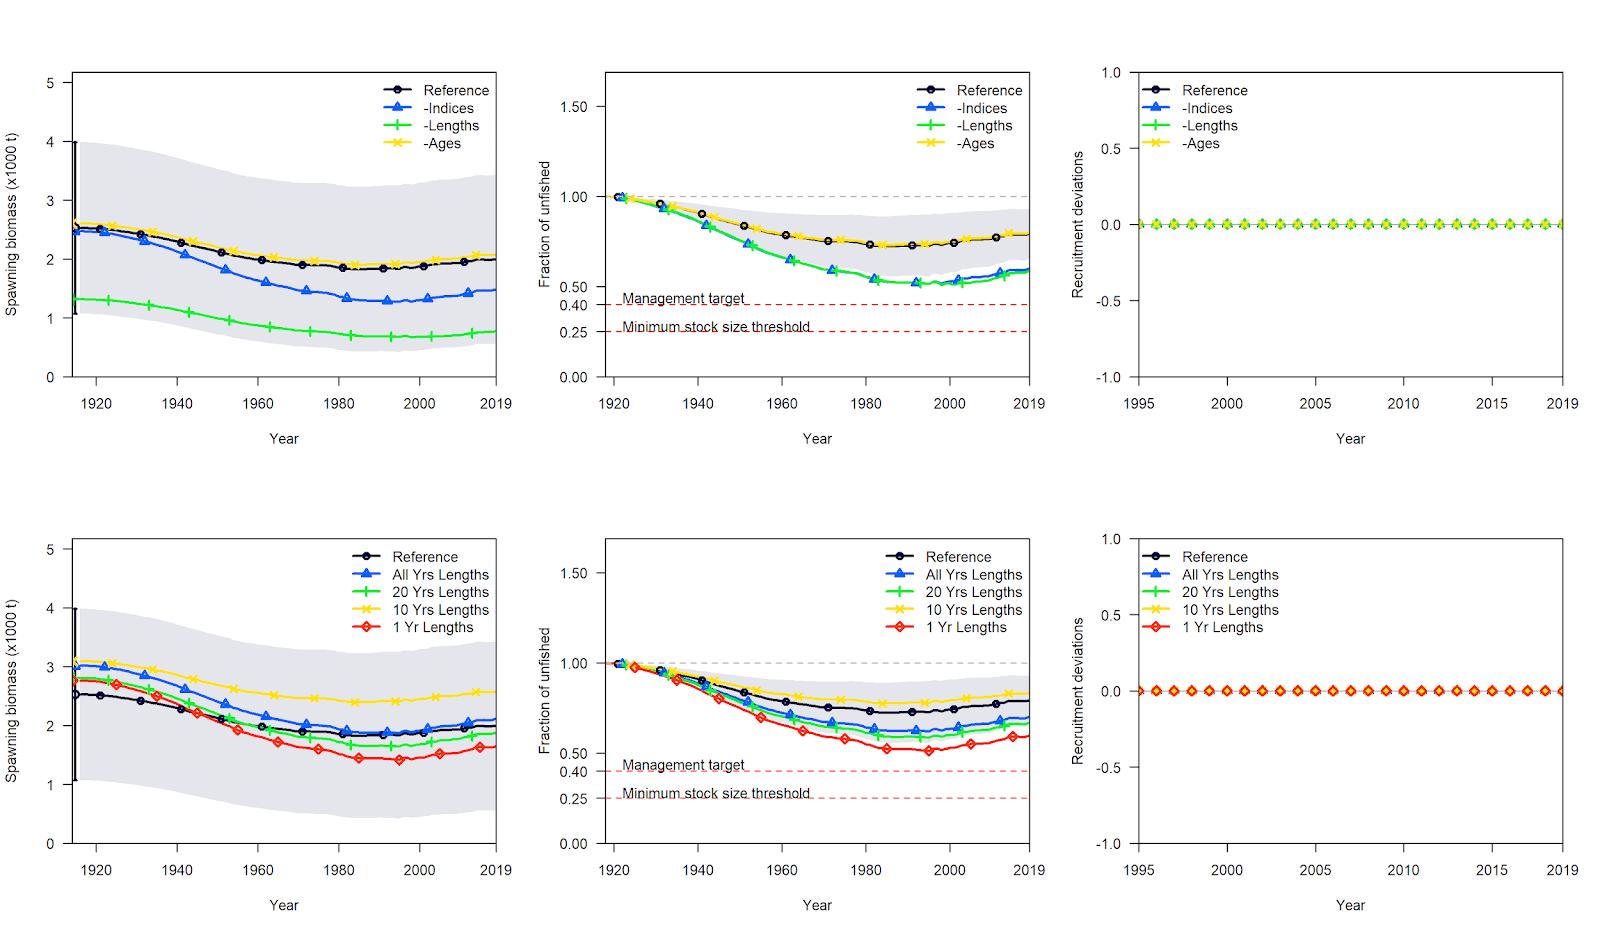 5
4
3
2
1
0
1920 1940 1960 1980 2000 2019
Spawning biomass (x1000 t)
Year
Reference
-Indices
-Lengths
-Ages
1.50
1.00
0.50
0.40
0.25
0.00
1920 1940 1960 1980 2000 2019
Fraction of unfished
Year
Reference
-Indices
-Lengths
-Ages
Management target
Minimum stock size threshold
1.0
0.5
0.0
-0.5
-1.0
1995 2000 2005 2010 2015 2019
Recruitment deviations
Year
Reference
-Indices
-Lengths
-Ages
5
4
3
2
1
0
1920 1940 1960 1980 2000 2019
Spawning biomass (x1000 t)
Year
Reference
All Yrs Lengths
20 Yrs Lengths
10 Yrs Lengths
1 Yr Lengths
1.50
1.00
0.50
0.40
0.25
0.00
1920 1940 1960 1980 2000 2019
Fraction of unfished
Year
Reference
All Yrs Lengths
20 Yrs Lengths
10 Yrs Lengths
1 Yr Lengths
Management target
Minimum stock size threshold
1.0
0.5
0.0
-0.5
-1.0
1995 2000 2005 2010 2015 2019
Recruitment deviations
Year
Reference
All Yrs Lengths
20 Yrs Lengths
10 Yrs Lengths
1 Yr Lengths